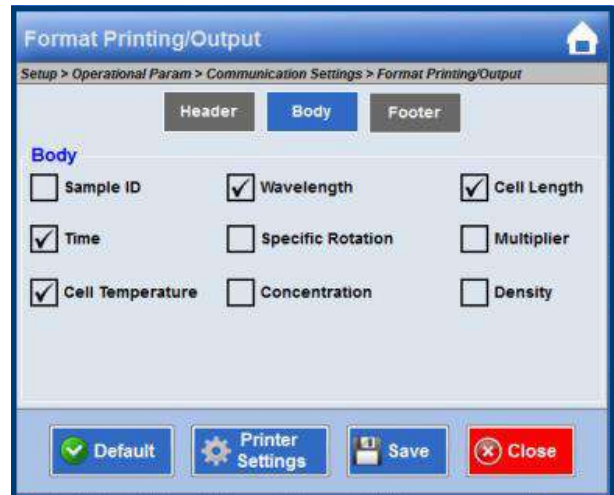 Format Printing/Output
Setup > Operational Param > Communication Settings > Format Printing/Output
Header Body Footer
Body
Sample ID Wavelength Cell Length
Time Specific Rotation Multiplier
Cell Temperature Concentration Density
Default Printer Settings Save Close